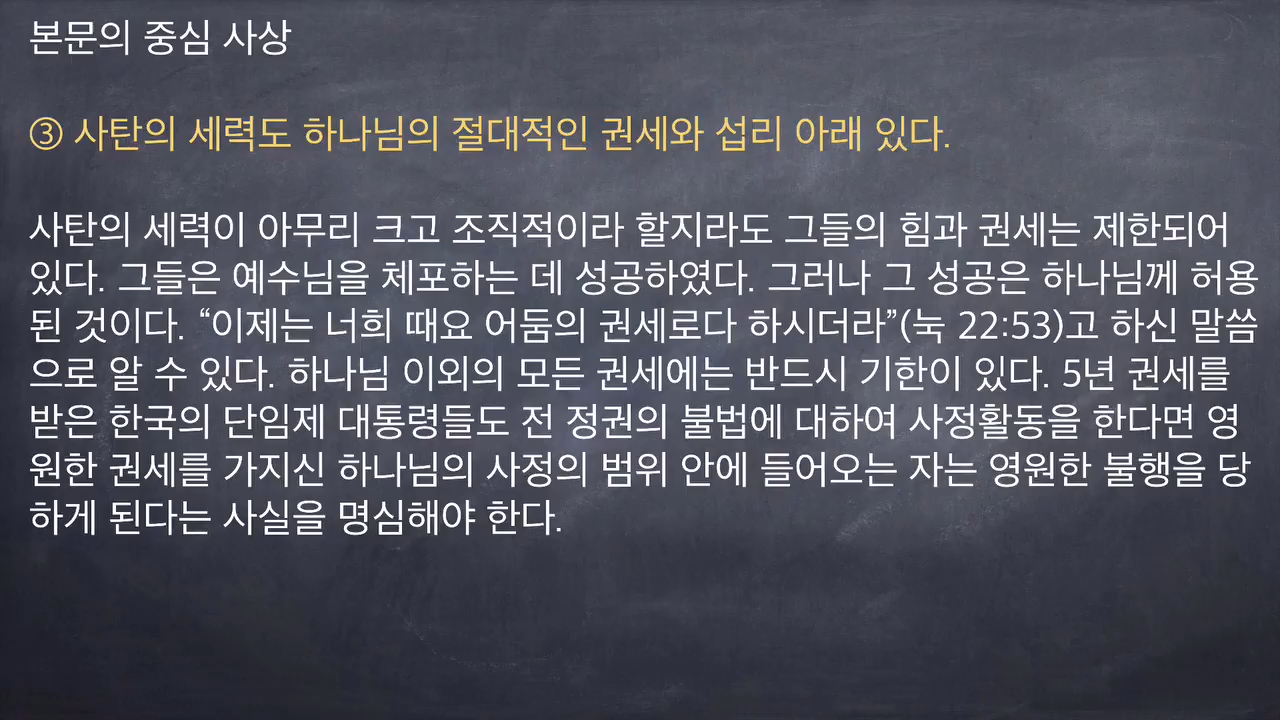 본문의 중심 사상
③ 사탄의 세력도 하나님의 절대적인 권세와 섭리 아래 있다.
사탄의 세력이 아무리 크고 조직적이라 할지라도 그들의 힘과 권세는 제한되어
있다. 그들은 예수님을 체포하는 데 성공하였다. 그러나 그 성공은 하나님께 허용
된 것이다. “이제는 너희 때요 어둠의 권세로다 하시더라”(눅 22:53)고 하신 말씀
으로 알 수 있다. 하나님 이외의 모든 권세에는 반드시 기한이 있다. 5년 권세를
받은 한국의 단임제 대통령들도 전 정권의 불법에 대하여 사정활동을 한다면 영
원한 권세를 가지신 하나님의 사정의 범위 안에 들어오는 자는 영원한 불행을 당
하게 된다는 사실을 명심해야 한다.